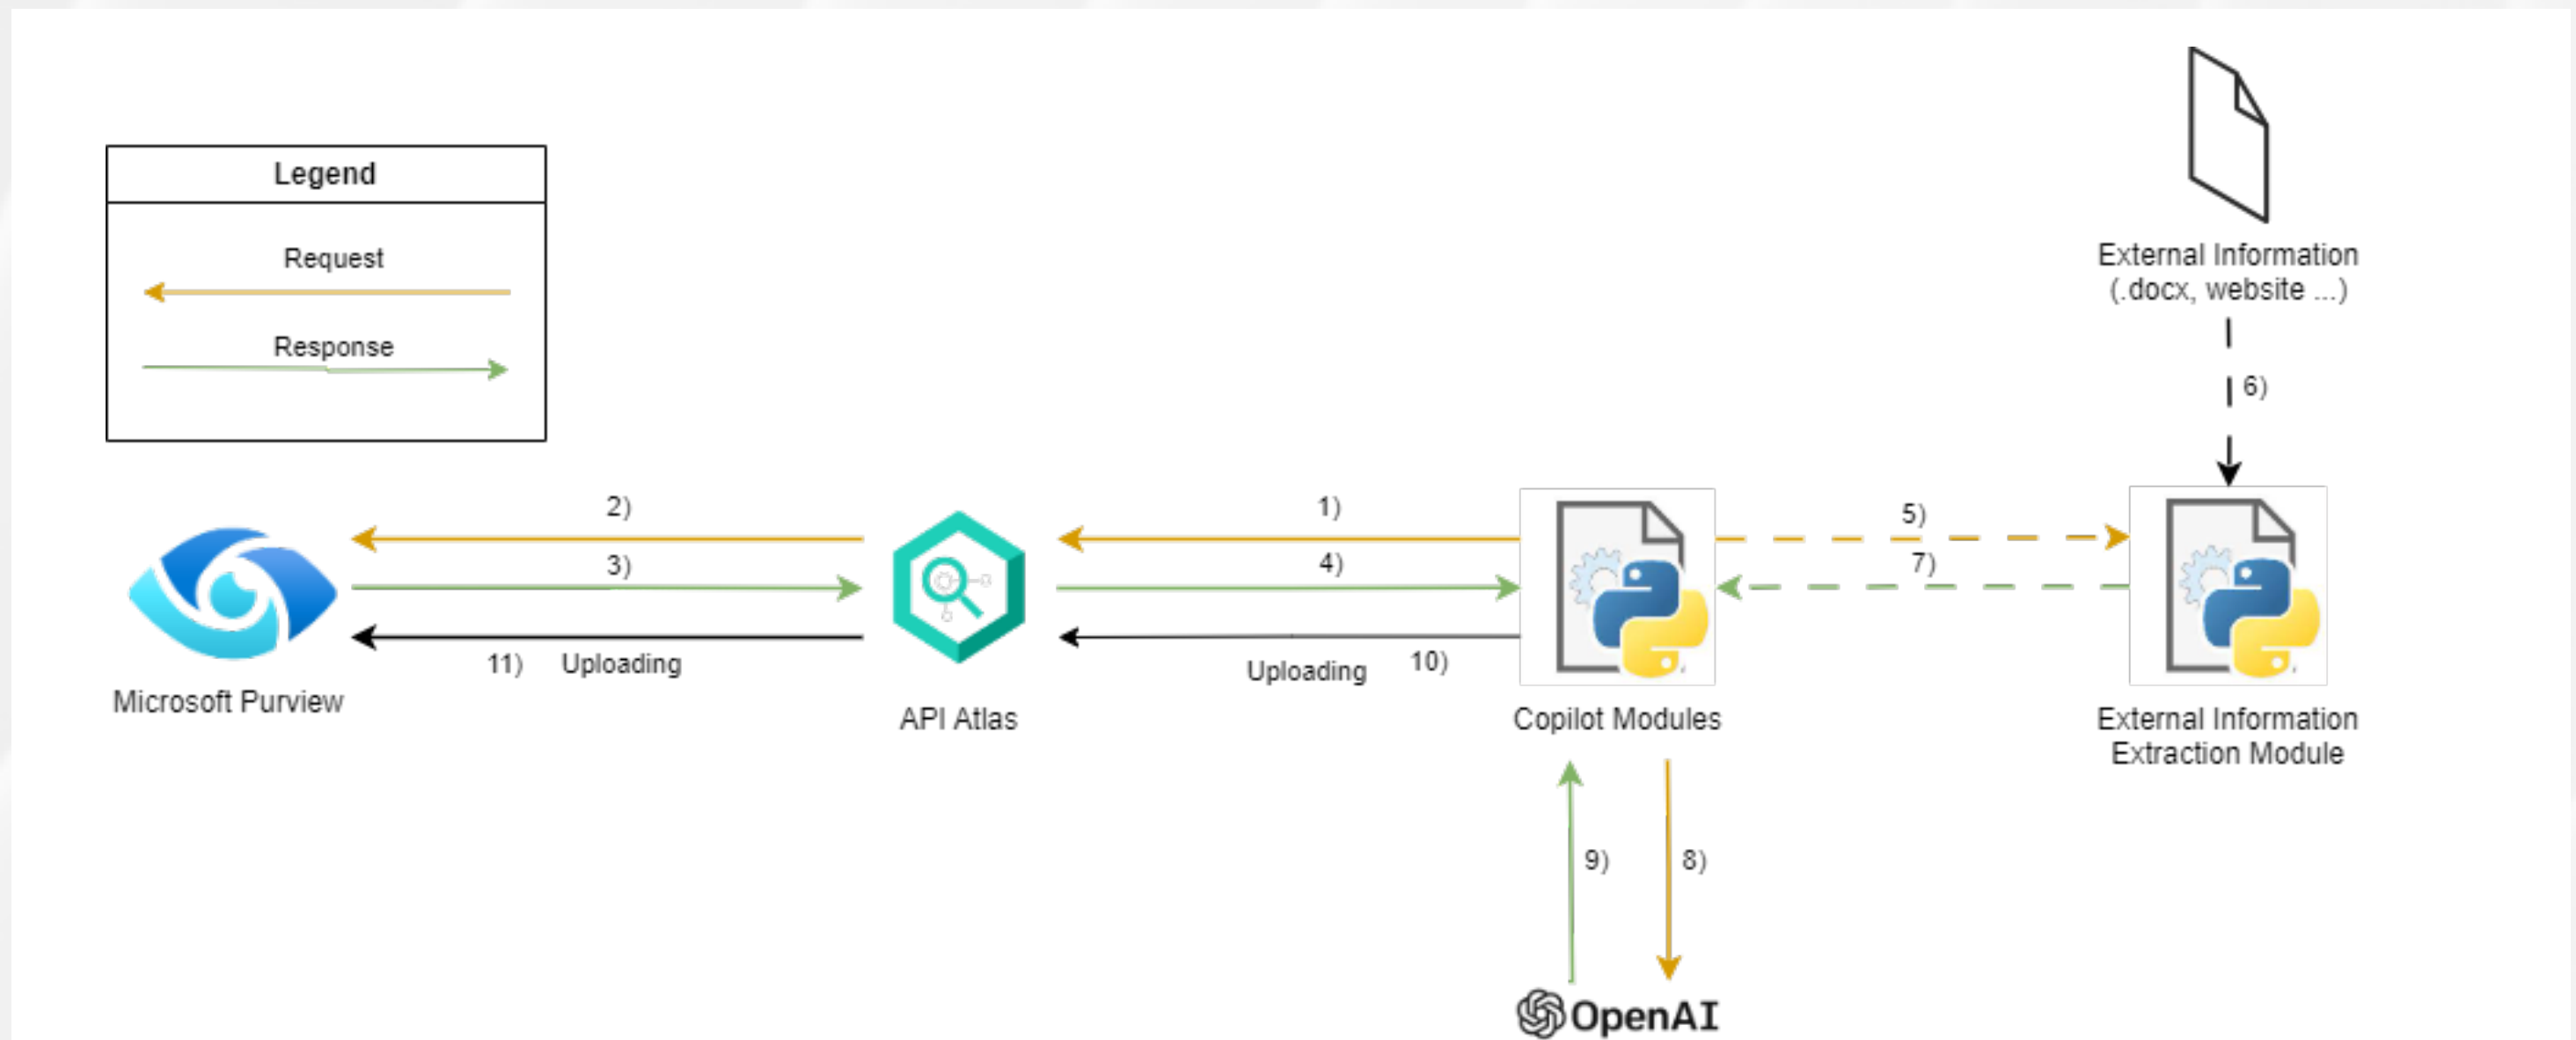 Legend
Request
Response
External Information
(.docx, website ...)
6)
2)
1)
5)
3)
4)
7)
11) Uploading
Uploading 10)
Microsoft Purview
API Atlas
Copilot Modules
External Information
Extraction Module
9)
8)
OpenAI